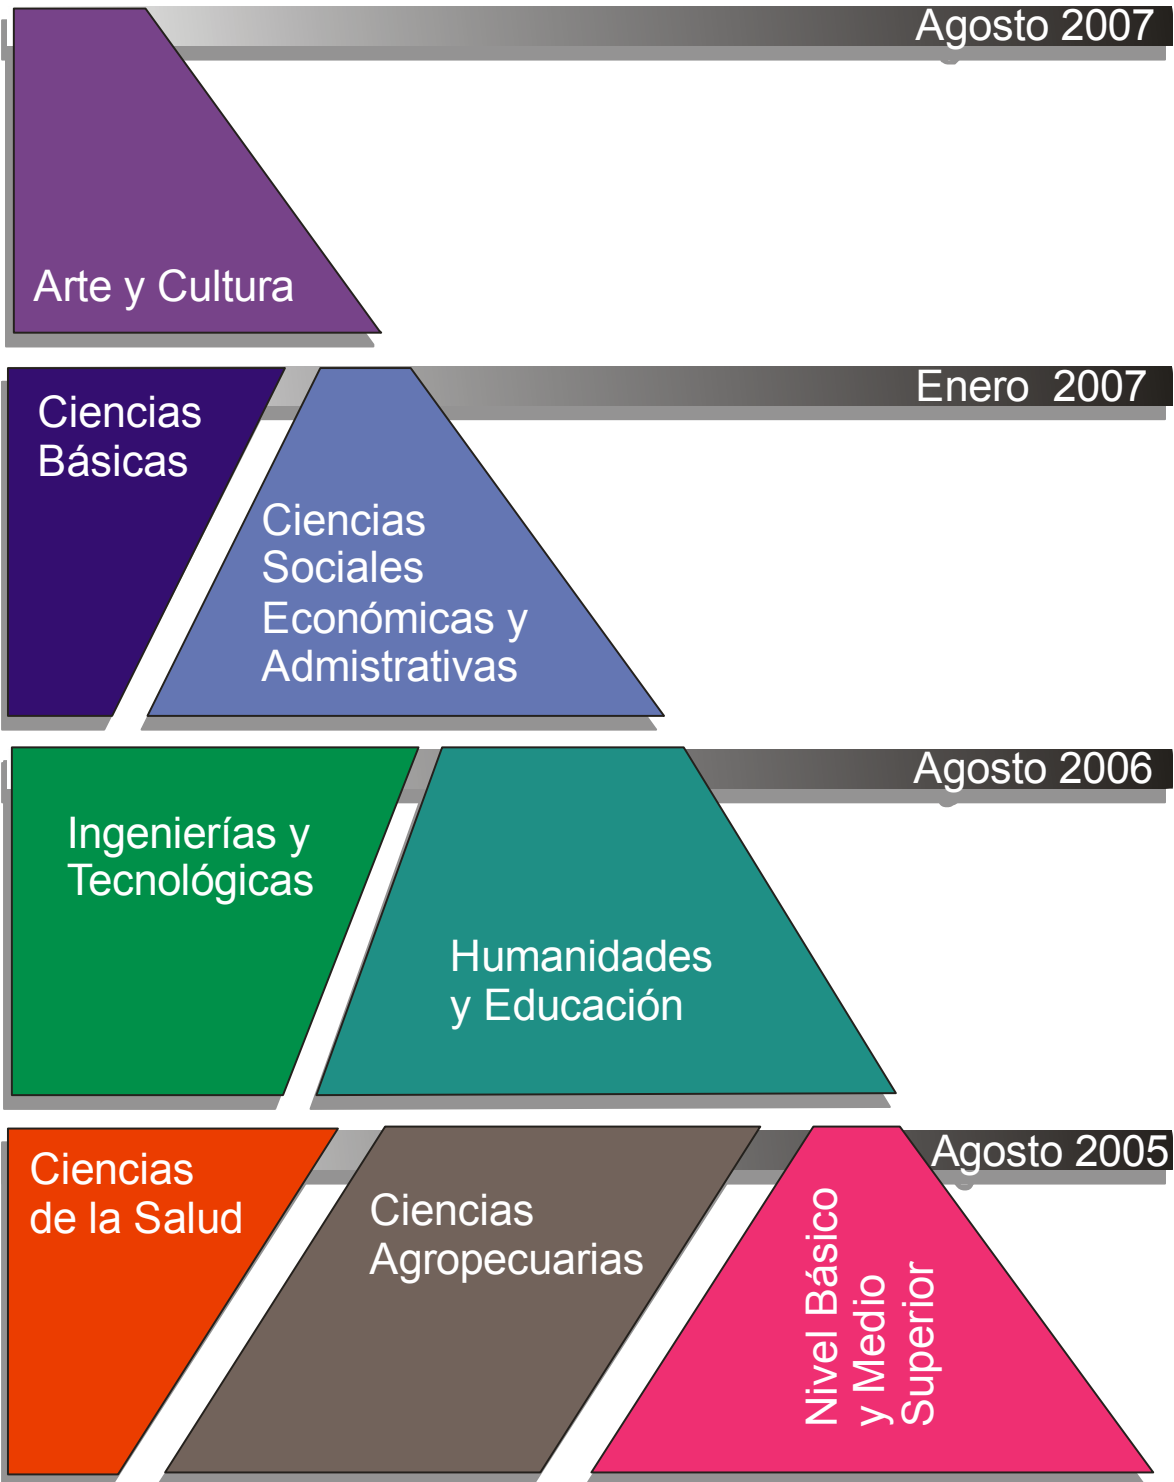 Agosto 2007
Arte y Cultura
Enero 2007
Ciencias
Básicas
Ciencias
Sociales
Económicas y
Admistrativas
Agosto 2006
Ingenierías y
Tecnológicas
Humanidades
y Educación
Agosto 2005
Ciencias
de la Salud
Ciencias
Agropecuarias
Nivel Básico
y Medio
Superior